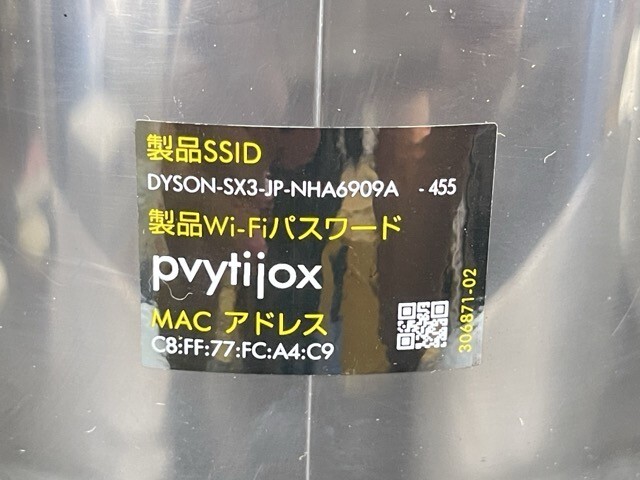 製品SSID
DYSON-SX3-JP-NHA6909A - 455
製品Wi-Fiパスワード
pvytijox
MAC アドレス
C8:FF:77:FC:A4:C9
306871-02